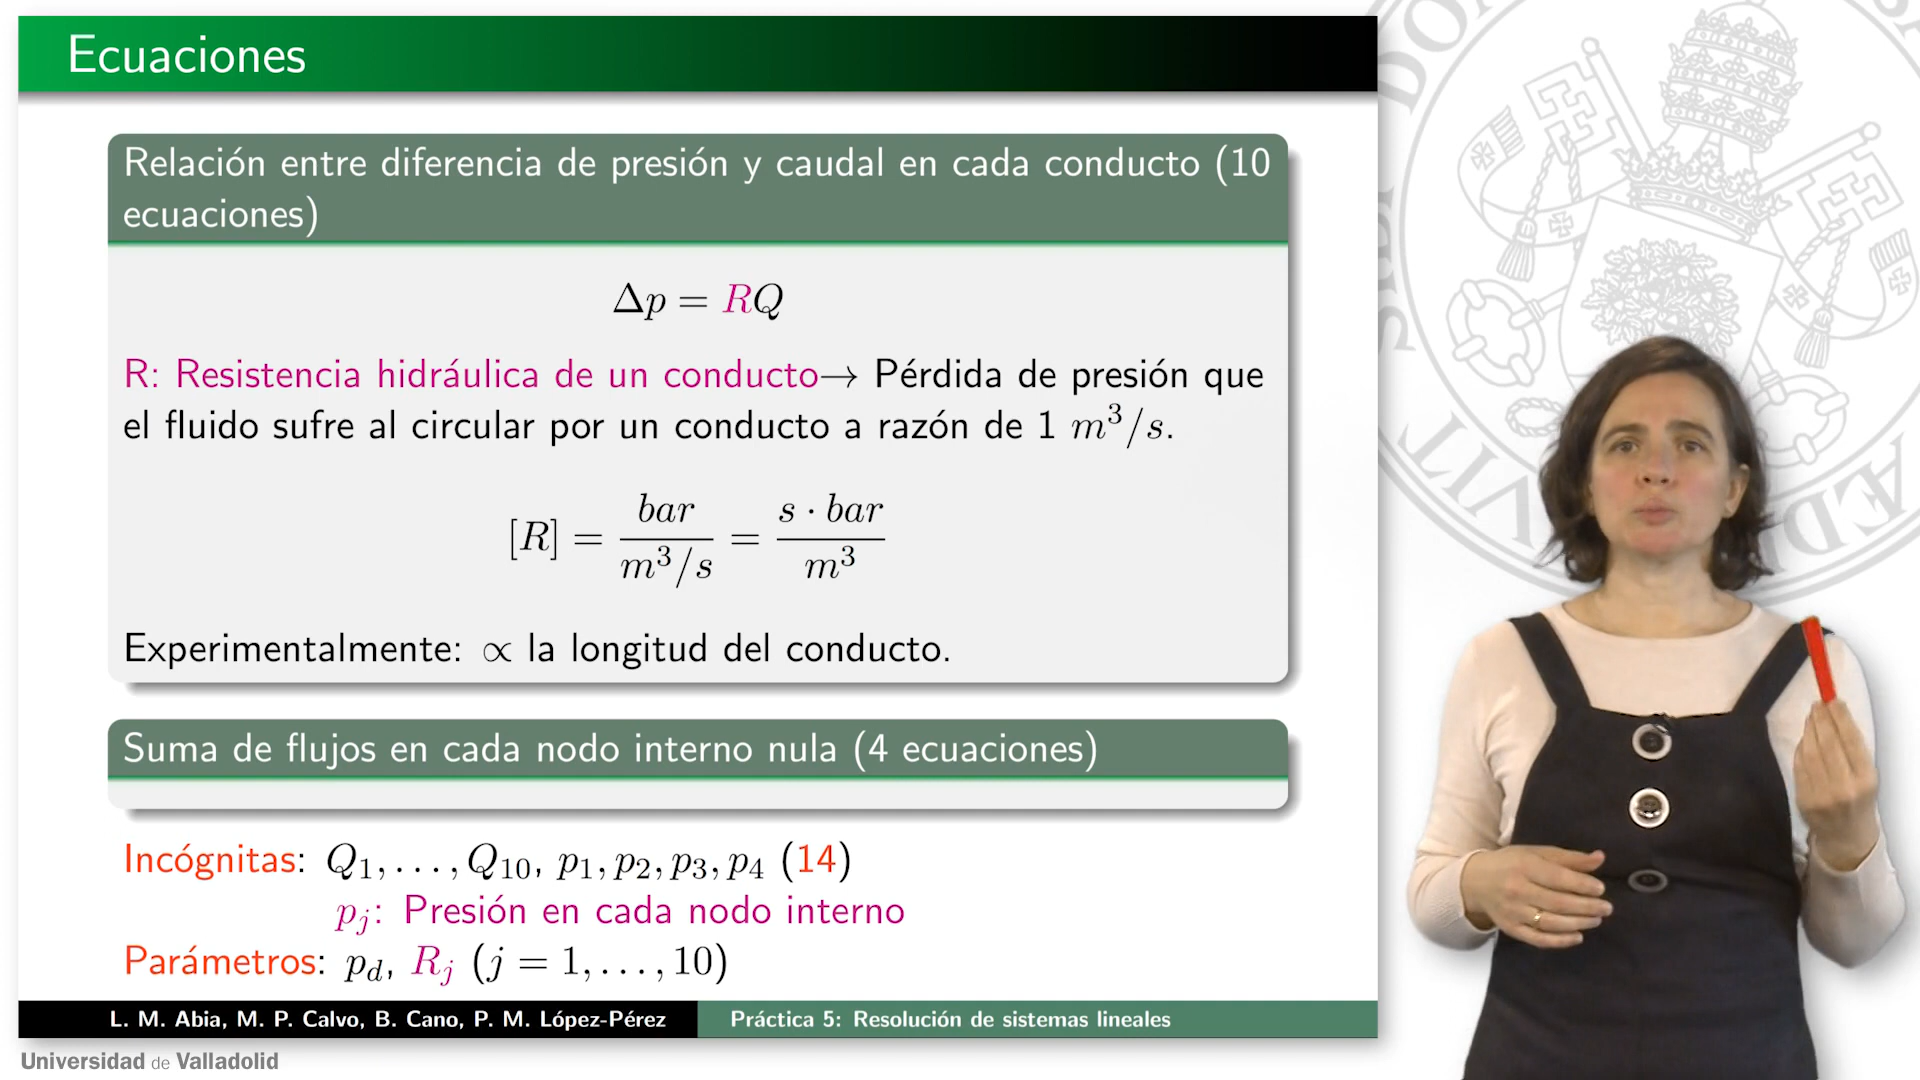 Ecuaciones
Relación entre diferencia de presión y caudal en cada conducto (10
ecuaciones)
Δp = RQ
R: Resistencia hidráulica de un conducto→ Pérdida de presión que
el fluido sufre al circular por un conducto a razón de 1 m³/s.
[R] = bar / (m³/s) = (s · bar) / m³
Experimentalmente: ∝ la longitud del conducto.
Suma de flujos en cada nodo interno nula (4 ecuaciones)
Incógnitas: Q₁, . . . , Q₁₀, p₁, p₂, p₃, p₄ (14)
pⱼ: Presión en cada nodo interno
Parámetros: p_d, Rⱼ (j = 1, . . . , 10)
L. M. Abia, M. P. Calvo, B. Cano, P. M. López-Pérez
Práctica 5: Resolución de sistemas lineales
Universidad de Valladolid